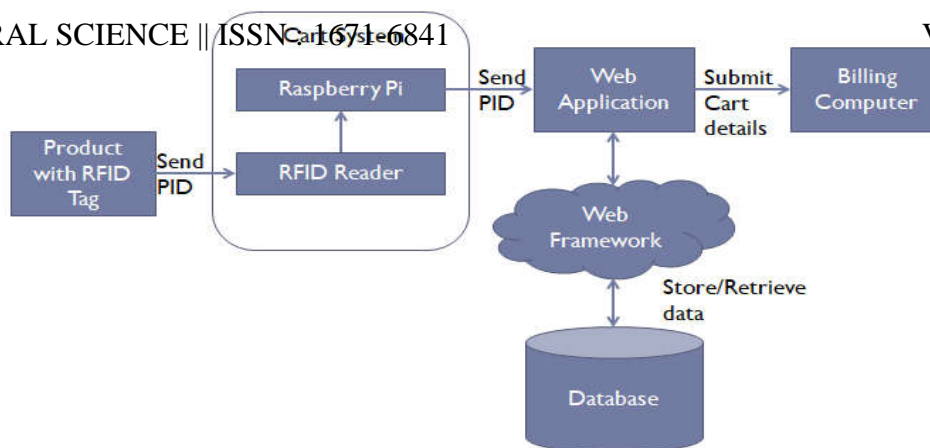 RAL SCIENCE || ISSN : 1671-6841
V
Cart System
Raspberry Pi
RFID Reader
Product
with RFID
Tag
Send
PID
Send
PID
Web
Application
Submit
Cart
details
Billing
Computer
Web
Framework
Store/Retrieve
data
Database